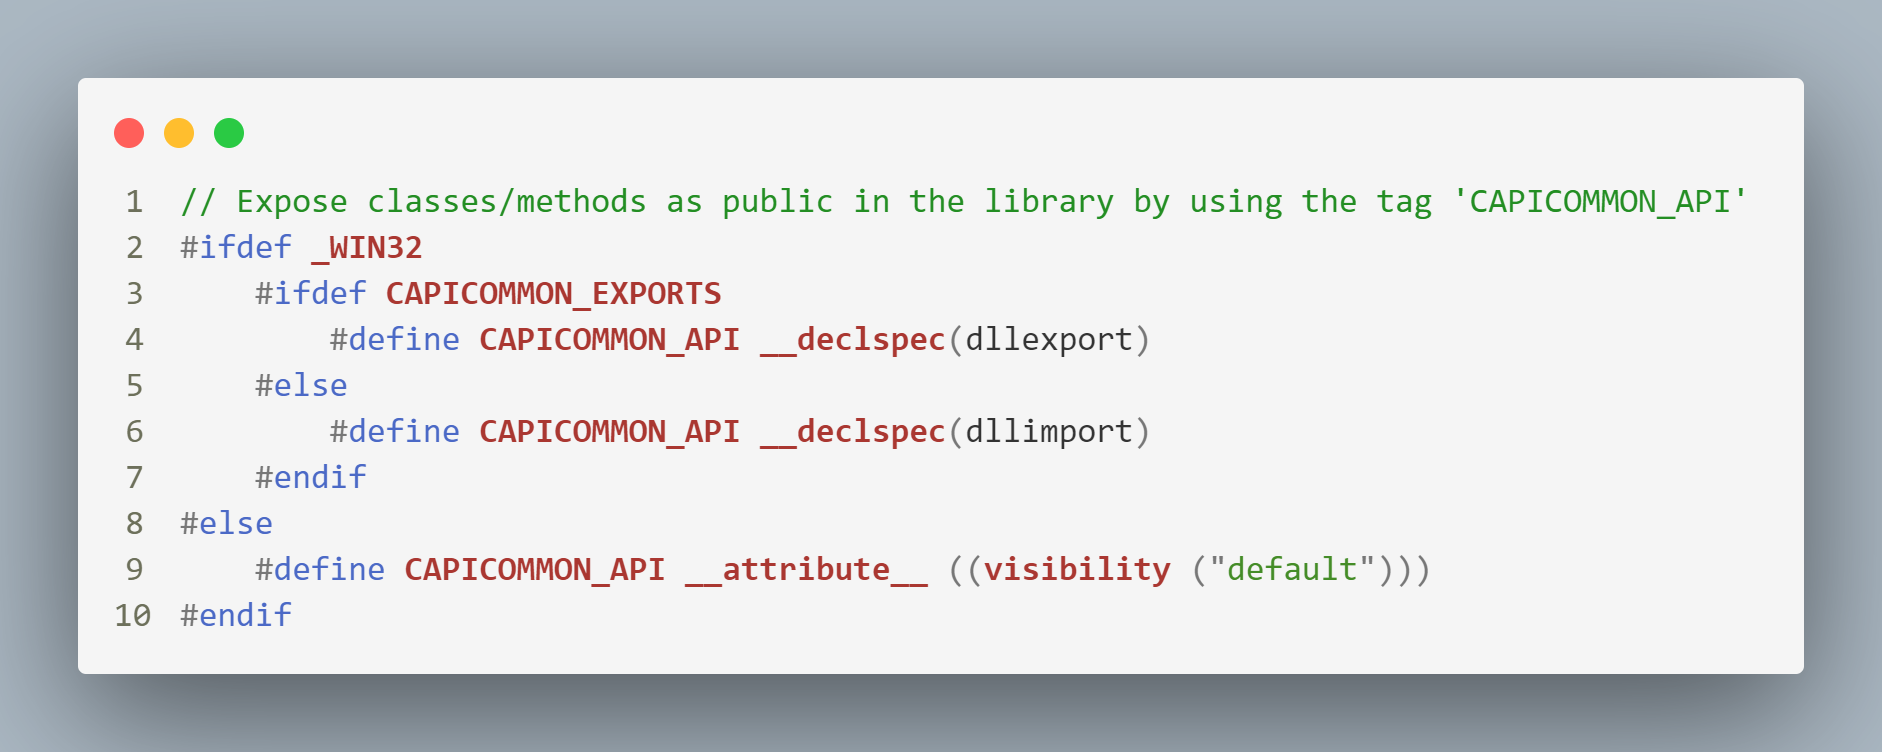 1 // Expose classes/methods as public in the library by using the tag 'CAPICOMMON_API'
2 #ifdef _WIN32
3     #ifdef CAPICOMMON_EXPORTS
4         #define CAPICOMMON_API __declspec(dllexport)
5     #else
6         #define CAPICOMMON_API __declspec(dllimport)
7     #endif
8 #else
9     #define CAPICOMMON_API __attribute__ ((visibility ("default")))
10 #endif